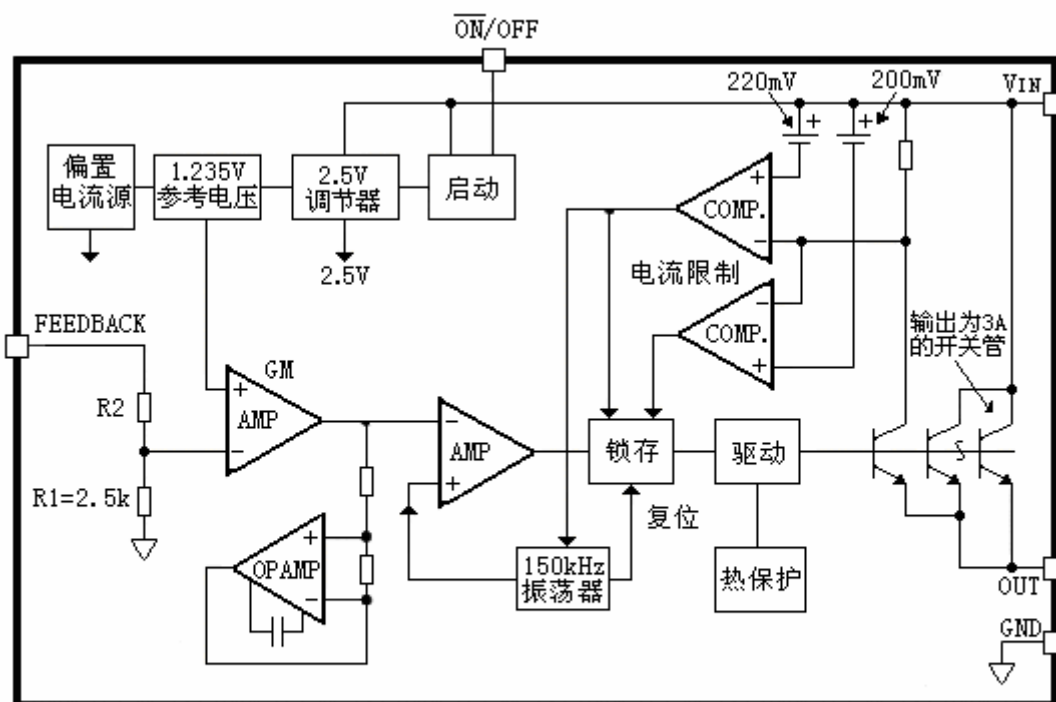 ON/OFF
220mV
200mV
VIN
偏置
电流源
1.235V
参考电压
2.5V
调节器
启动
+
+
+
COMP.
−
2.5V
电流限制
−
COMP.
+
输出为3A
的开关管
FEEDBACK
GM
+
AMP
−
R2
−
AMP
+
锁存
驱动
R1=2.5k
复位
+
OPAMP
−
150kHz
振荡器
热保护
OUT
GND